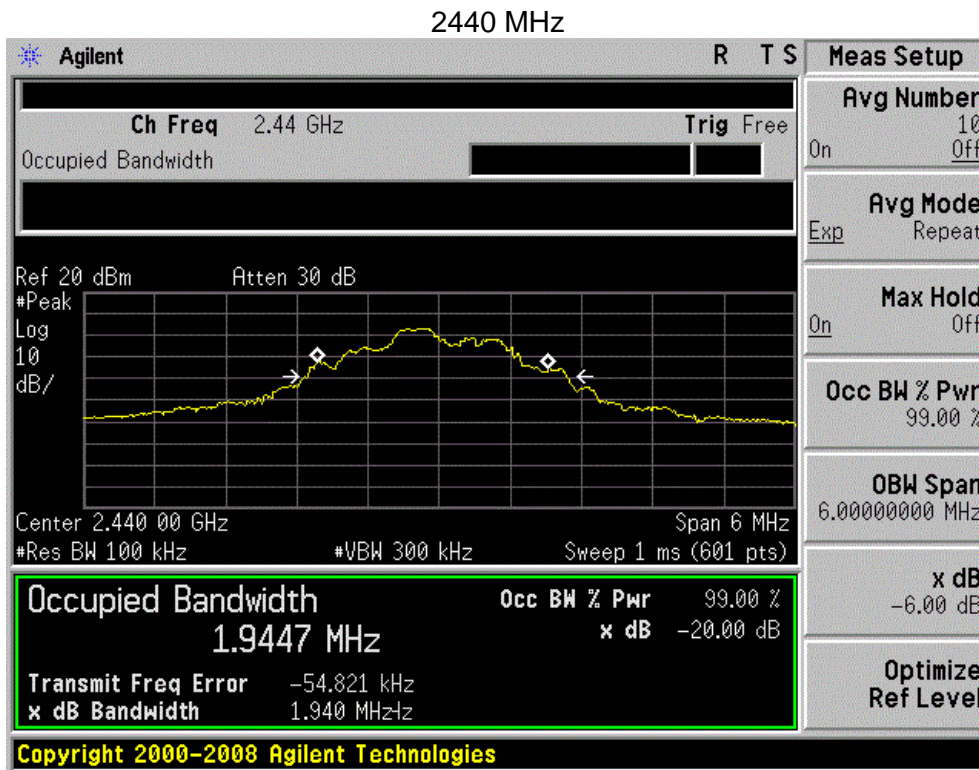 2440 MHz
Agilent
R T S
Meas Setup
Ch Freq 2.44 GHz
Trig Free
Occupied Bandwidth
Avg Number
10
On Off
Avg Mode
Exp Repeat
Max Hold
On Off
Occ BW % Pwr
99.00 %
OBW Span
6.00000000 MHz
x dB
-6.00 dB
Optimize
Ref Level
Ref 20 dBm
Atten 30 dB
#Peak
Log
10
dB/
Center 2.440 00 GHz
Span 6 MHz
#Res BW 100 kHz
#VBW 300 kHz
Sweep 1 ms (601 pts)
Occupied Bandwidth
1.9447 MHz
Occ BW % Pwr 99.00 %
x dB -20.00 dB
Transmit Freq Error -54.821 kHz
x dB Bandwidth 1.940 MHzHz
Copyright 2000-2008 Agilent Technologies